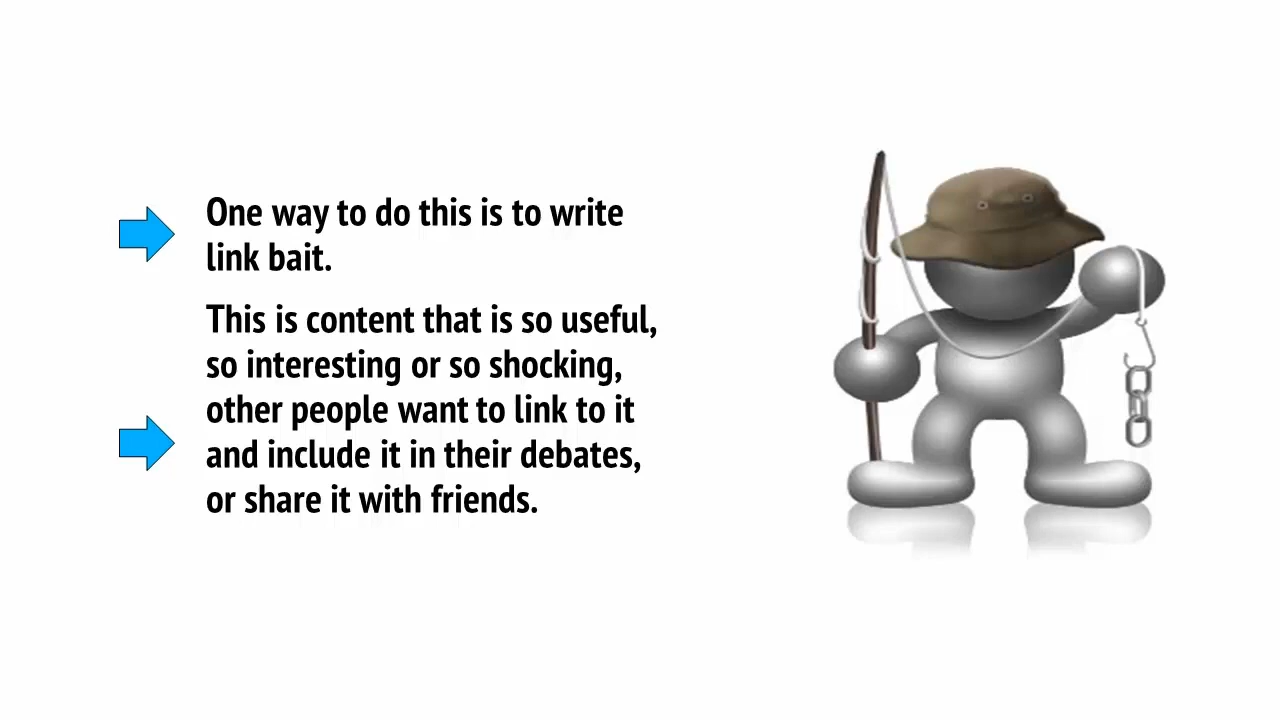 One way to do this is to write
link bait.
This is content that is so useful,
so interesting or so shocking,
other people want to link to it
and include it in their debates,
or share it with friends.